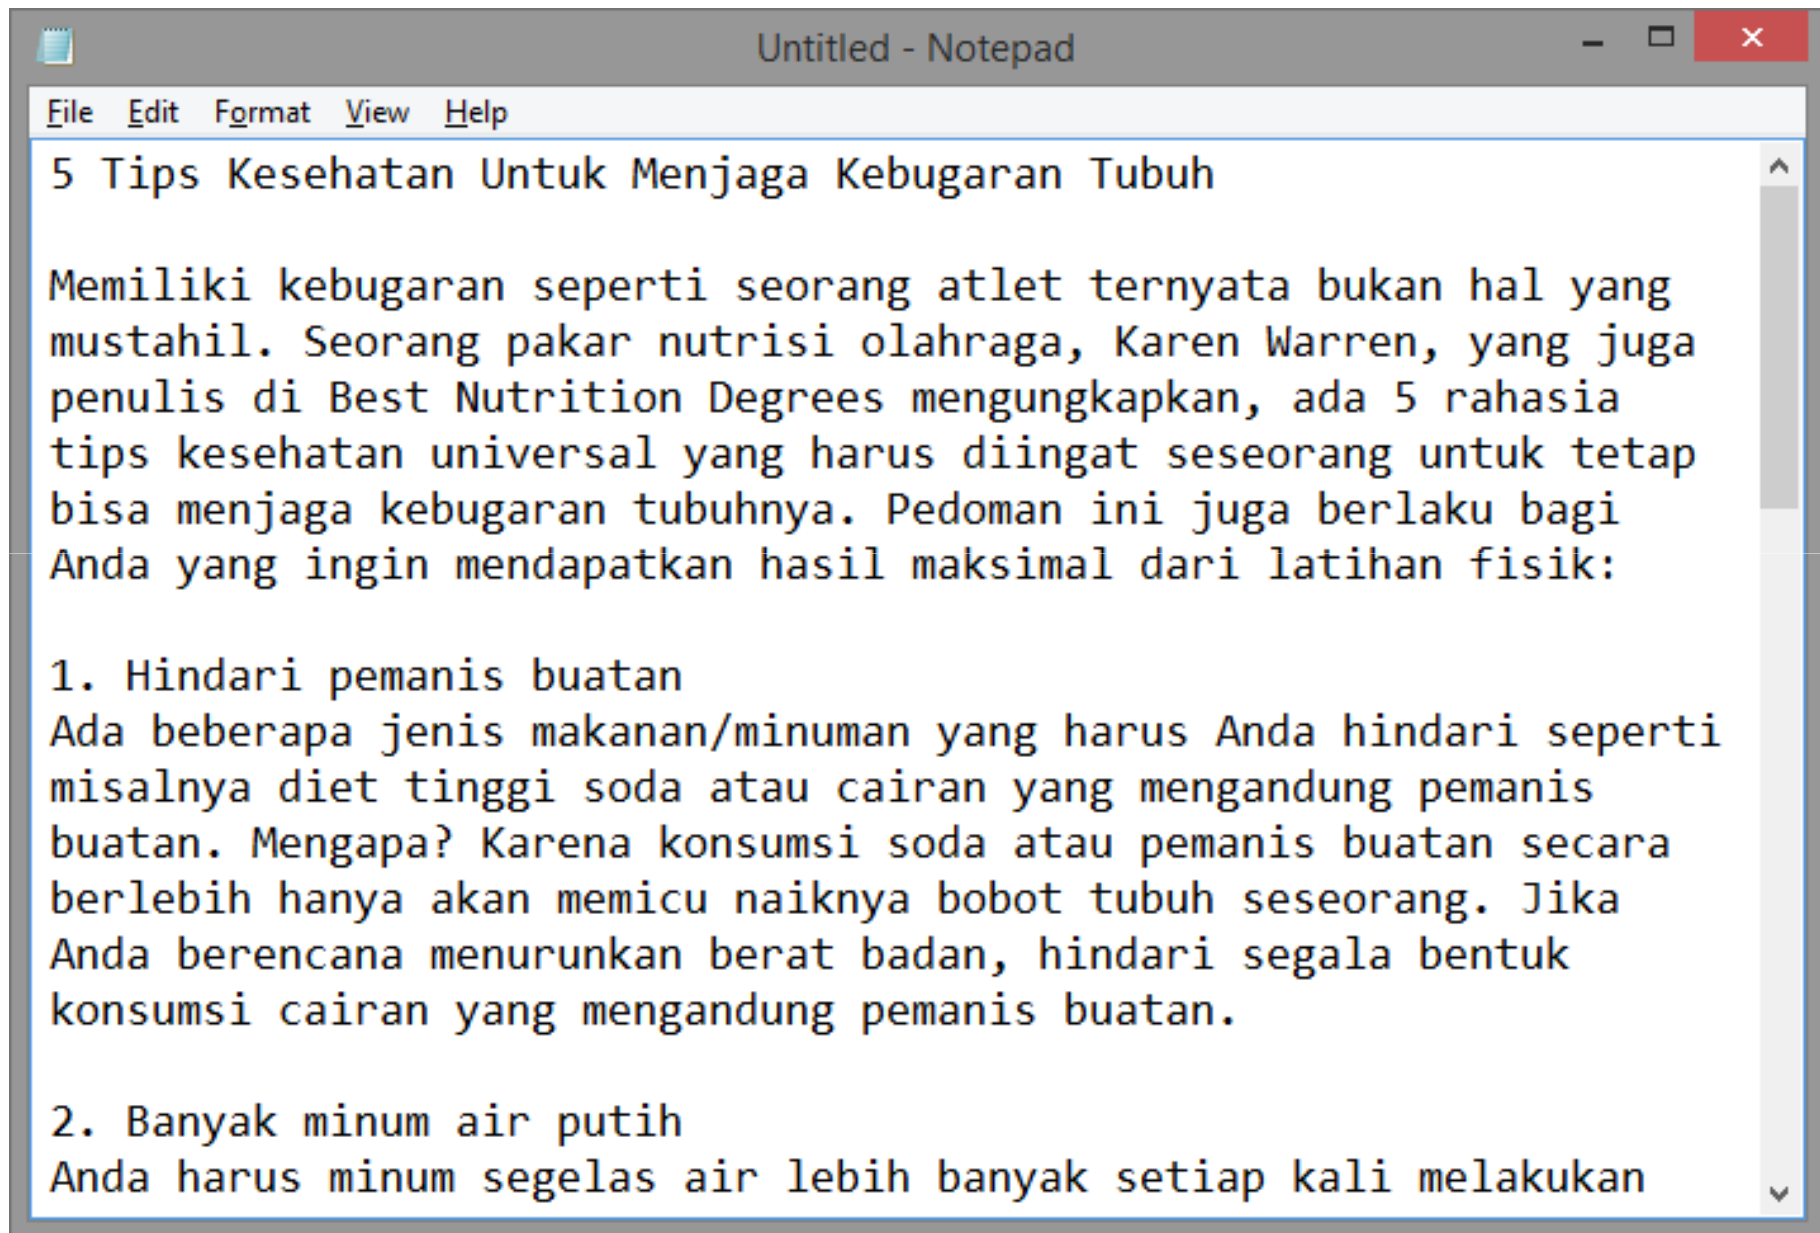 Untitled - Notepad
File Edit Format View Help
5 Tips Kesehatan Untuk Menjaga Kebugaran Tubuh
Memiliki kebugaran seperti seorang atlet ternyata bukan hal yang
mustahil. Seorang pakar nutrisi olahraga, Karen Warren, yang juga
penulis di Best Nutrition Degrees mengungkapkan, ada 5 rahasia
tips kesehatan universal yang harus diingat seseorang untuk tetap
bisa menjaga kebugaran tubuhnya. Pedoman ini juga berlaku bagi
Anda yang ingin mendapatkan hasil maksimal dari latihan fisik:
1. Hindari pemanis buatan
Ada beberapa jenis makanan/minuman yang harus Anda hindari seperti
misalnya diet tinggi soda atau cairan yang mengandung pemanis
buatan. Mengapa? Karena konsumsi soda atau pemanis buatan secara
berlebih hanya akan memicu naiknya bobot tubuh seseorang. Jika
Anda berencana menurunkan berat badan, hindari segala bentuk
konsumsi cairan yang mengandung pemanis buatan.
2. Banyak minum air putih
Anda harus minum segelas air lebih banyak setiap kali melakukan